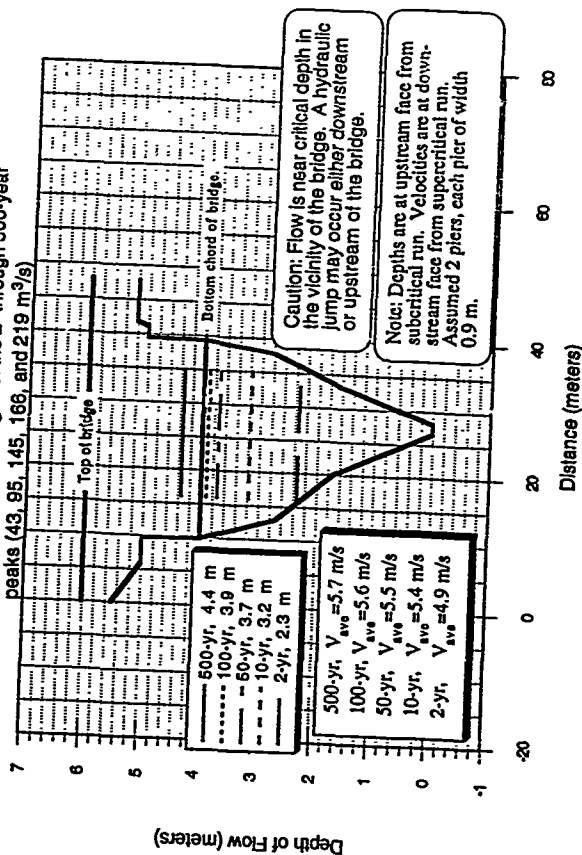 through 500-year
peaks (43, 95, 145, 166, and 219 m³/s)
7
6
5
4
3
2
1
0
-1
Depth of Flow (meters)
Top of bridge
Bottom chord of bridge.
500-yr, 4.4 m
100-yr, 3.9 m
50-yr, 3.7 m
10-yr, 3.2 m
2-yr, 2.3 m
500-yr, Vave=5.7 m/s
100-yr, Vave=5.6 m/s
50-yr, Vave=5.5 m/s
10-yr, Vave=5.4 m/s
2-yr, Vave=4.9 m/s
Caution: Flow is near critical depth in
the vicinity of the bridge. A hydraulic
jump may occur either downstream
or upstream of the bridge.
Note: Depths are at upstream face from
subcritical run. Velocities are at down-
stream face from supercritical run.
Assumed 2 piers, each pier of width
0.9 m.
-20
0
20
40
60
80
Distance (meters)